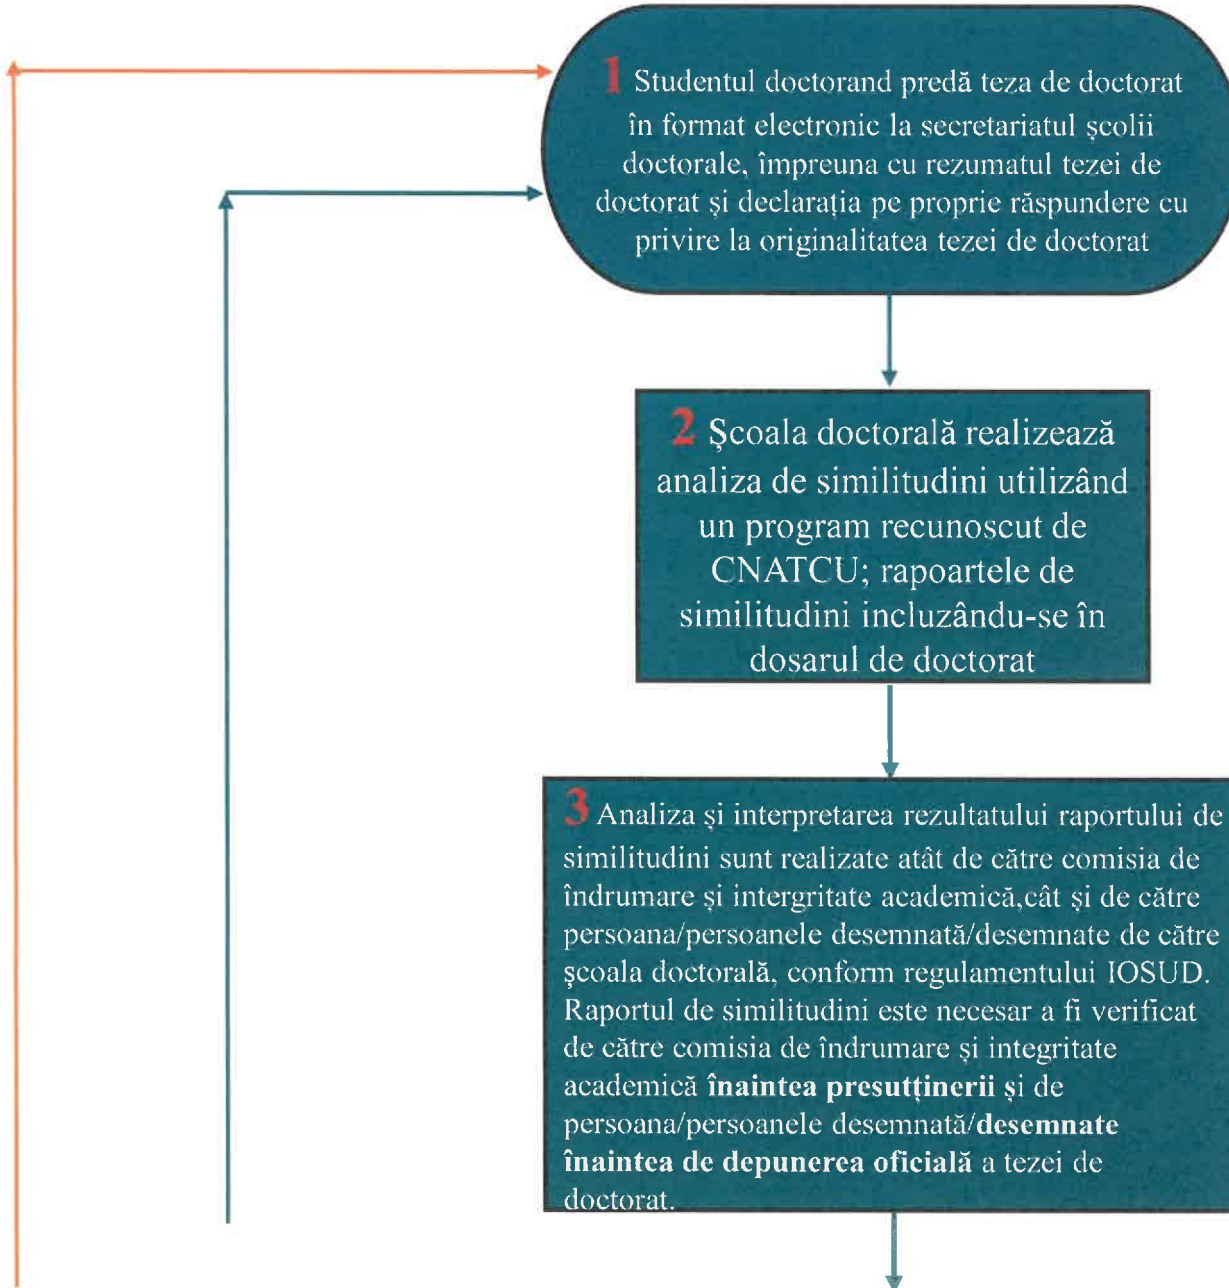 1 Studentul doctorand predă teza de doctorat
în format electronic la secretariatul școlii
doctorale, împreuna cu rezumatul tezei de
doctorat și declarația pe proprie răspundere cu
privire la originalitatea tezei de doctorat
2 Școala doctorală realizează
analiza de similitudini utilizând
un program recunoscut de
CNATCU; rapoartele de
similitudini incluzându-se în
dosarul de doctorat
3 Analiza și interpretarea rezultatului raportului de
similitudini sunt realizate atât de către comisia de
îndrumare și intergritate academică,cât și de către
persoana/persoanele desemnată/desemnate de către
școala doctorală, conform regulamentului IOSUD.
Raportul de similitudini este necesar a fi verificat
de către comisia de îndrumare și integritate
academică înaintea presutținerii și de
persoana/persoanele desemnată/desemnate
înaintea de depunerea oficială a tezei de
doctorat.